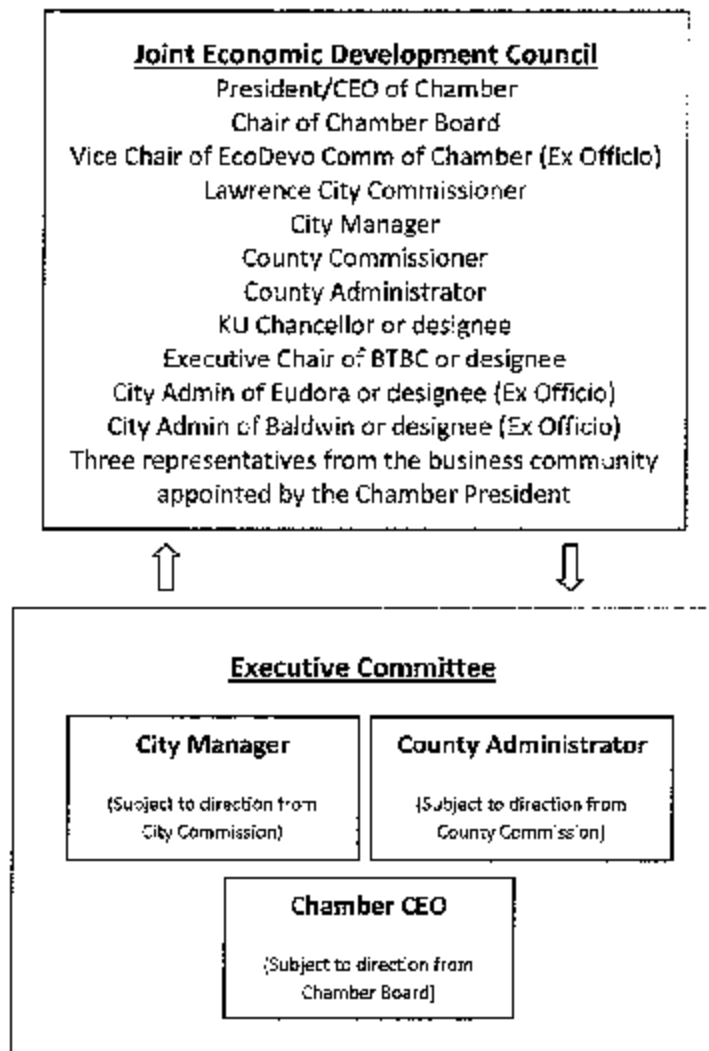 Joint Economic Development Council
President/CEO of Chamber
Chair of Chamber Board
Vice Chair of EcoDevo Comm of Chamber (Ex Officio)
Lawrence City Commissioner
City Manager
County Commissioner
County Administrator
KU Chancellor or designee
Executive Chair of BTBC or designee
City Admin of Eudora or designee (Ex Officio)
City Admin of Baldwin or designee (Ex Officio)
Three representatives from the business community
appointed by the Chamber President
Executive Committee
City Manager
(Subject to direction from
City Commission)
County Administrator
(Subject to direction from
County Commission)
Chamber CEO
(Subject to direction from
Chamber Board)